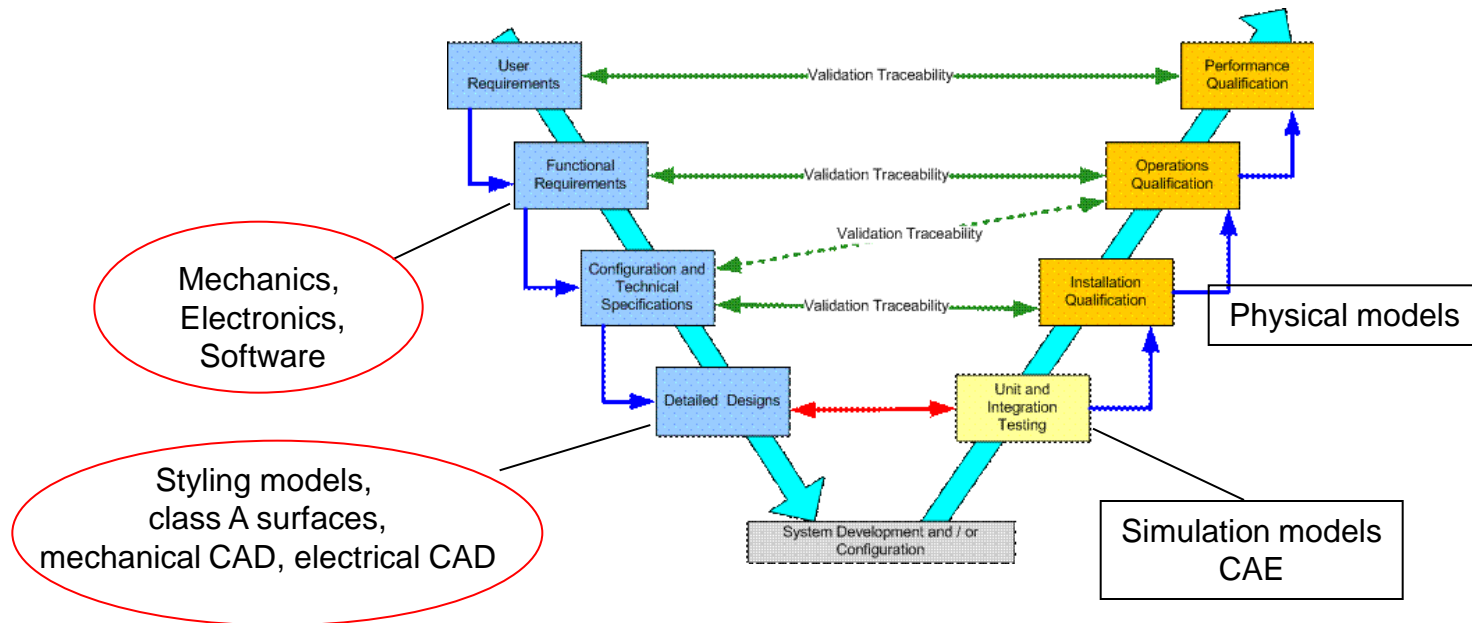 User
Requirements
Validation Traceability
Performance
Qualification
Functional
Requirements
Validation Traceability
Operations
Qualification
Validation Traceability
Mechanics,
Electronics,
Software
Configuration and
Technical
Specifications
Validation Traceability
Installation
Qualification
Physical models
Detailed Designs
Unit and
Integration
Testing
Styling models,
class A surfaces,
mechanical CAD, electrical CAD
System Development and / or
Configuration
Simulation models
CAE